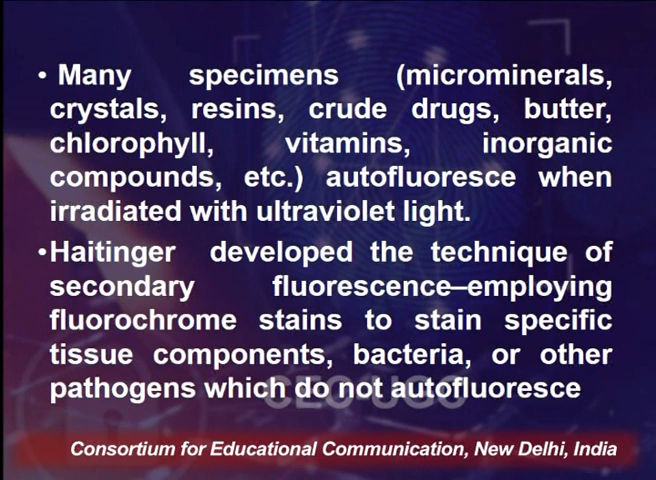 • Many specimens (microminerals,
crystals, resins, crude drugs, butter,
chlorophyll, vitamins, inorganic
compounds, etc.) autofluoresce when
irradiated with ultraviolet light.
•Haitinger developed the technique of
secondary fluorescence–employing
fluorochrome stains to stain specific
tissue components, bacteria, or other
pathogens which do not autofluoresce
CEC UGC
Consortium for Educational Communication, New Delhi, India